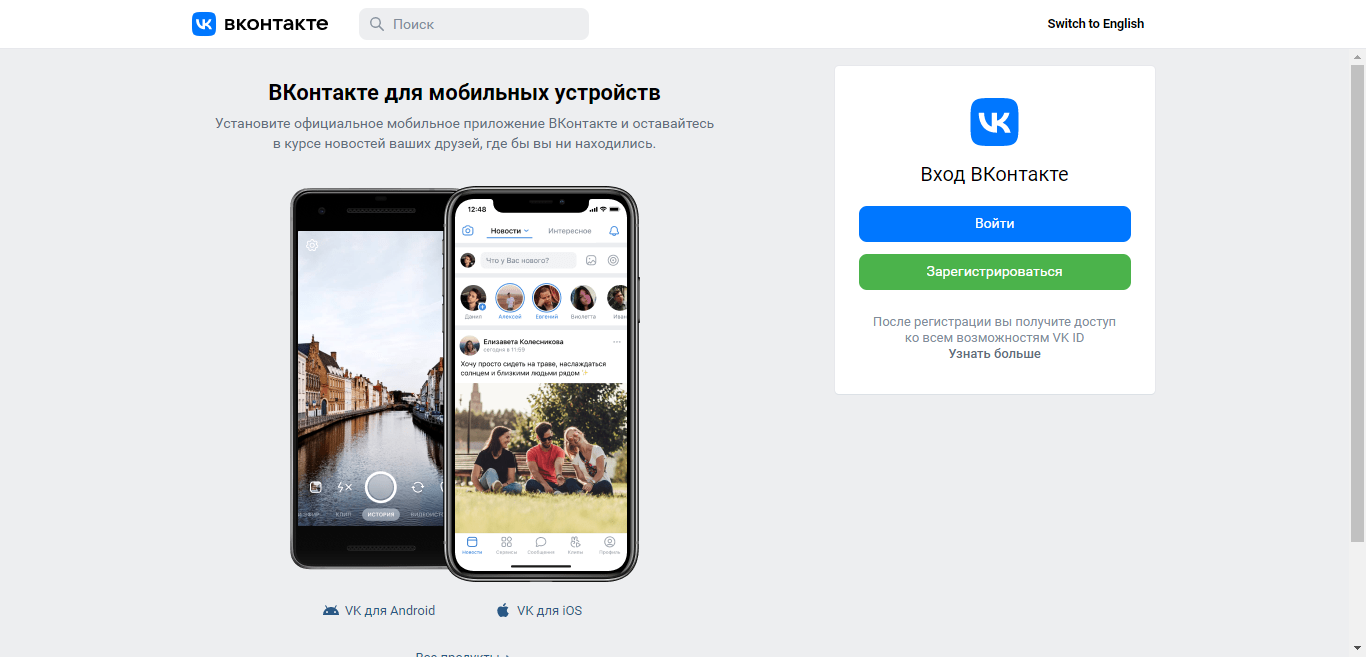 вконтакте
Поиск
Switch to English
ВКонтакте для мобильных устройств
Установите официальное мобильное приложение ВКонтакте и оставайтесь
в курсе новостей ваших друзей, где бы вы ни находились.
12:48
Новости
Интересное
Что у Вас нового?
Данил
Алексей
Евгений
Виолетта
Иван
Елизавета Колесникова
сегодня в 11:59
Хочу просто сидеть на траве, наслаждаться
солнцем и близкими людьми рядом✨
КЛИП
ИСТОРИЯ
Новости
Сервисы
Сообщения
Клипы
Профиль
VK для Android
VK для iOS
Все продукты ›
VK
Вход ВКонтакте
Войти
Зарегистрироваться
После регистрации вы получите доступ
ко всем возможностям VK ID
Узнать больше